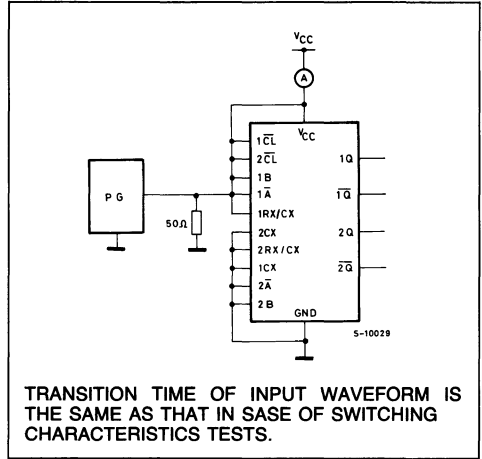 VCC
A
VCC
1CL
2CL
1B
1A
1RX/CX
2CX
2RX/CX
1CX
2A
2B
1Q
1Q
2Q
2Q
GND
PG
50Ω
S-10029
TRANSITION TIME OF INPUT WAVEFORM IS
THE SAME AS THAT IN SASE OF SWITCHING
CHARACTERISTICS TESTS.